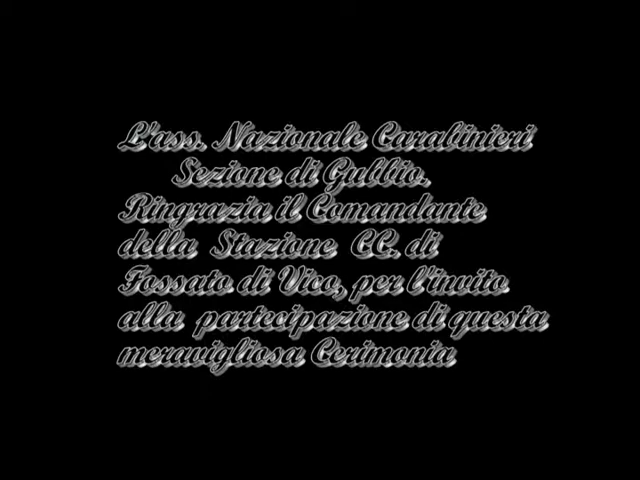 L'ass. Nazionale Carabinieri
Sezione di Gubbio.
Ringrazia il Comandante
della Stazione CC. di
Fossato di Vico, per l'invito
alla partecipazione di questa
meravigliosa Cerimonia